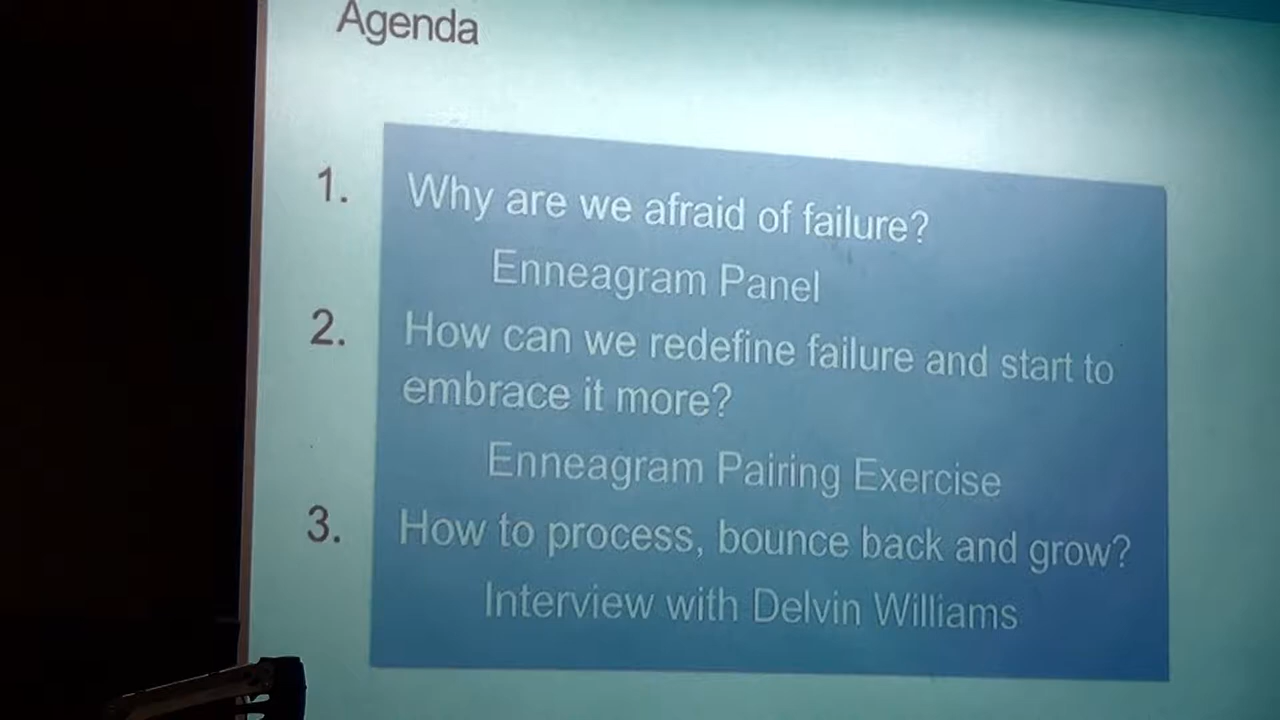 Agenda
1. Why are we afraid of failure?
Enneagram Panel
2. How can we redefine failure and start to
embrace it more?
Enneagram Pairing Exercise
3. How to process, bounce back and grow?
Interview with Delvin Williams